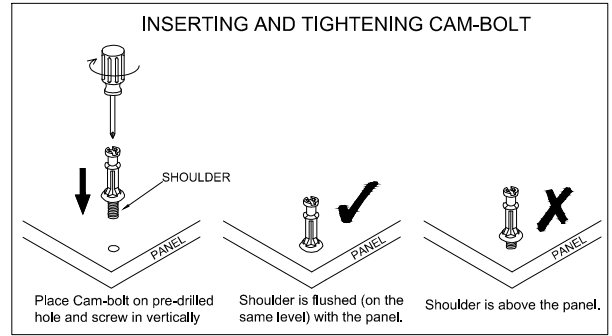 INSERTING AND TIGHTENING CAM-BOLT
SHOULDER
PANEL
Place Cam-bolt on pre-drilled
hole and screw in vertically
PANEL
Shoulder is flushed (on the
same level) with the panel.
PANEL
Shoulder is above the panel.